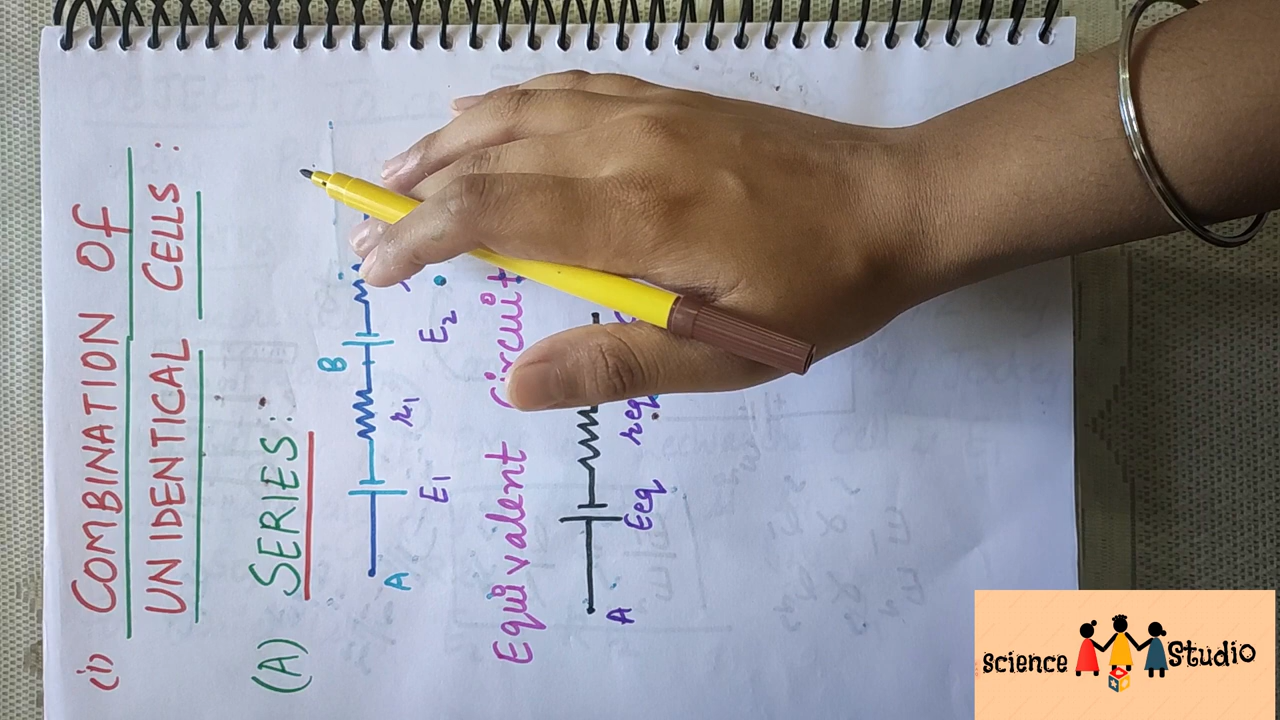 (i) COMBINATION Of
UNIDENTICAL CELLS :
(A) SERIES :
B
r1
A
E1 E2
Equivalent Circuit
Eeq req
A
Science Studio